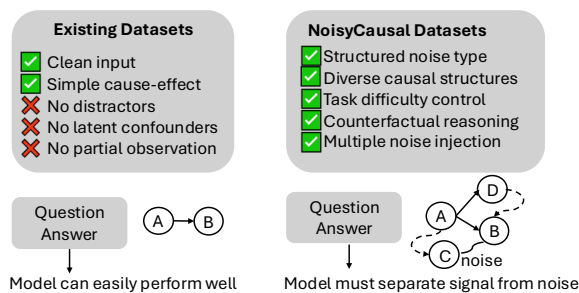 Existing Datasets
Clean input
Simple cause-effect
No distractors
No latent confounders
No partial observation
Question
Answer
A
B
Model can easily perform well
NoisyCausal Datasets
Structured noise type
Diverse causal structures
Task difficulty control
Counterfactual reasoning
Multiple noise injection
Question
Answer
D
A
B
C
noise
Model must separate signal from noise